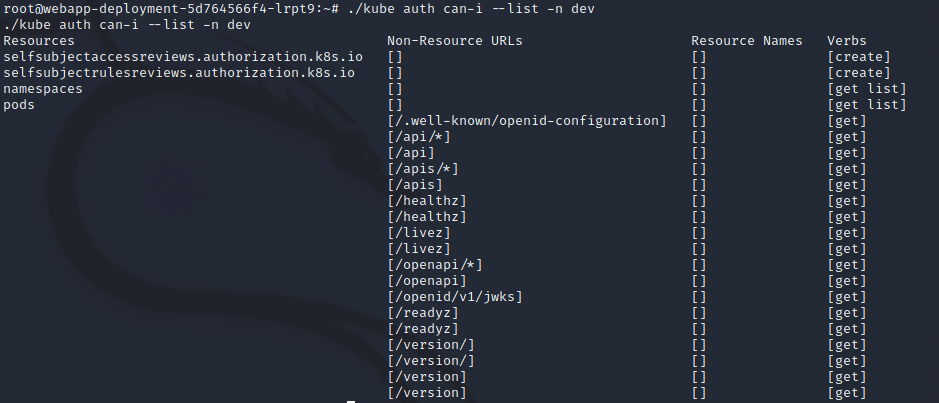 root@webapp-deployment-5d764566f4-lrpt9:~# ./kube auth can-i --list -n dev
./kube auth can-i --list -n dev
Resources Non-Resource URLs Resource Names Verbs
selfsubjectaccessreviews.authorization.k8s.io [] [] [create]
selfsubjectrulesreviews.authorization.k8s.io [] [] [create]
namespaces [] [] [get list]
pods [] [] [get list]
[/.well-known/openid-configuration] [] [get]
[/api/*] [] [get]
[/api] [] [get]
[/apis/*] [] [get]
[/apis] [] [get]
[/healthz] [] [get]
[/healthz] [] [get]
[/livez] [] [get]
[/livez] [] [get]
[/openapi/*] [] [get]
[/openapi] [] [get]
[/openid/v1/jwks] [] [get]
[/readyz] [] [get]
[/readyz] [] [get]
[/version/] [] [get]
[/version/] [] [get]
[/version] [] [get]
[/version] [] [get]